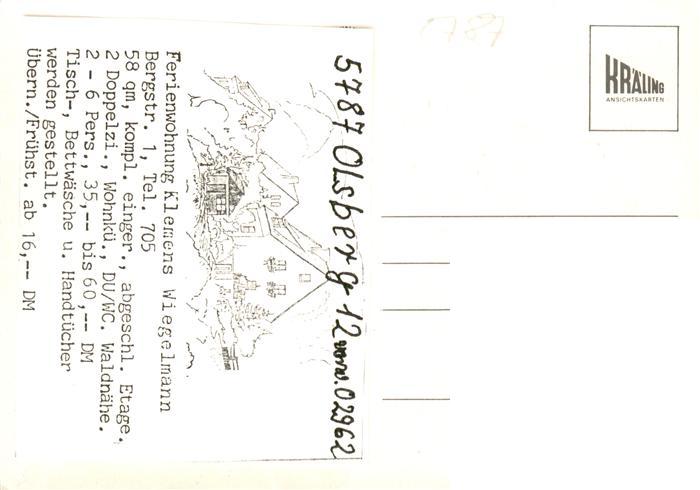 5787 Olsberg 12 vorw. 02962
Ferienwohnung Klemens Wiegelmann
Bergstr. 1, Tel. 705
58 qm, kompl. einger., abgeschl. Etage,
2 Doppelzi., Wohnkü., DU/WC. Waldnähe.
2 - 6 Pers., 35,-- bis 60,-- DM
Tisch-, Bettwäsche u. Handtücher
werden gestellt.
Übern./Frühst. ab 16,-- DM
787
KRÄLING
ANSICHTSKARTEN